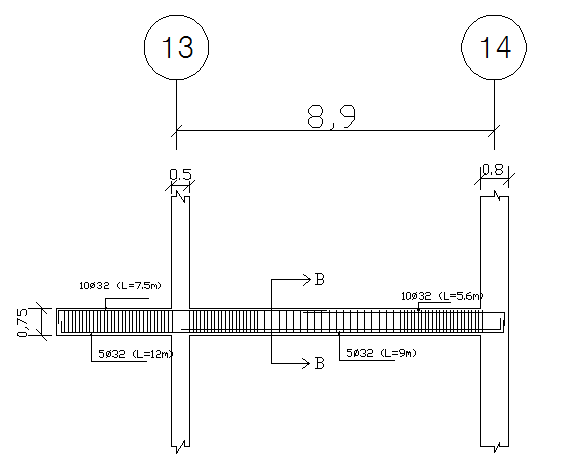 13
14
8,9
0.5
0.8
B
10ø32 (L=7.5m)
10ø32 (L=5.6m)
0,75
5ø32 (L=12m)
5ø32 (L=9m)
B